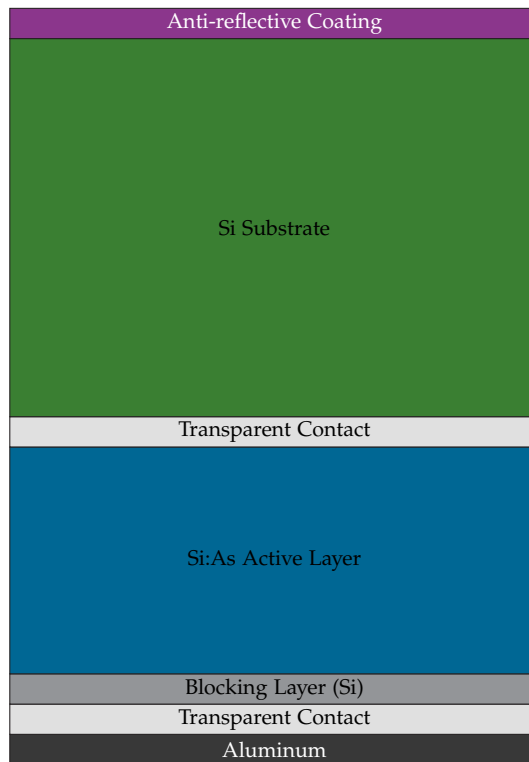 Anti-reflective Coating
Si Substrate
Transparent Contact
Si:As Active Layer
Blocking Layer (Si)
Transparent Contact
Aluminum